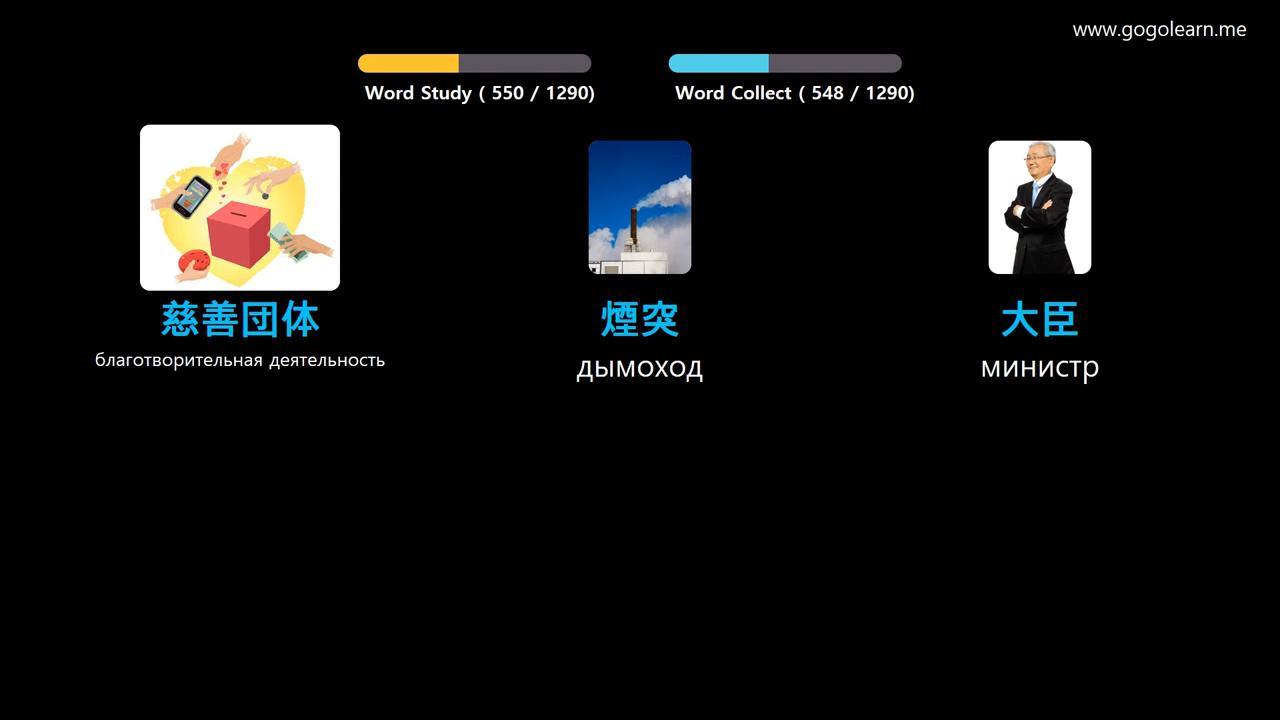 www.gogolearn.me
Word Study ( 550 / 1290)
Word Collect ( 548 / 1290)
慈善団体
煙突
大臣
благотворительная деятельность
дымоход
министр